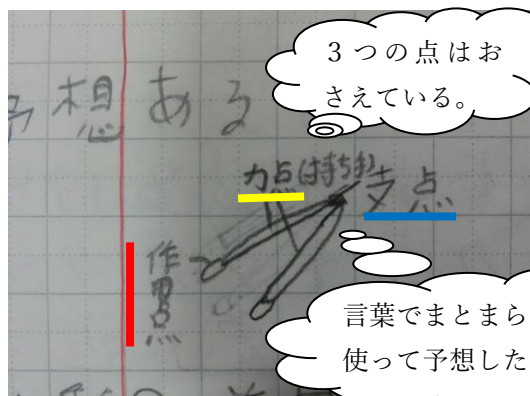 3つの点はお
さえている。
予想ある
力点(持ち手)
支点
作用点
言葉でまとまら
使って予想した